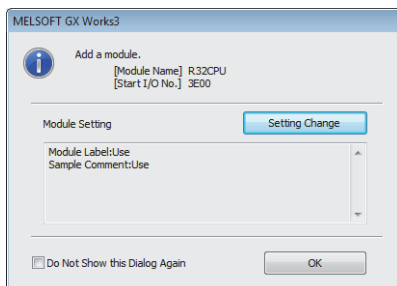 MELSOFT GX Works3
Add a module.
[Module Name] R32CPU
[Start I/O No.] 3E00
Module Setting
Setting Change
Module Label:Use
Sample Comment:Use
Do Not Show this Dialog Again
OK